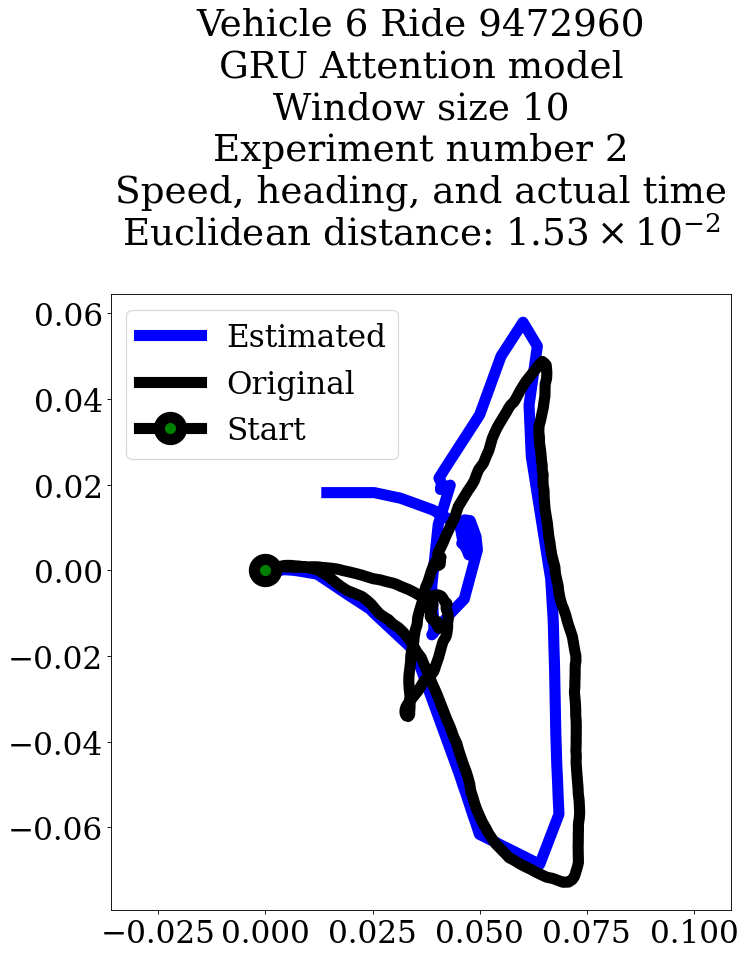 Vehicle 6 Ride 9472960
GRU Attention model
Window size 10
Experiment number 2
Speed, heading, and actual time
Euclidean distance: 1.53 × 10⁻²
0.06
0.04
0.02
0.00
−0.02
−0.04
−0.06
Estimated
Original
Start
−0.025 0.000 0.025 0.050 0.075 0.100